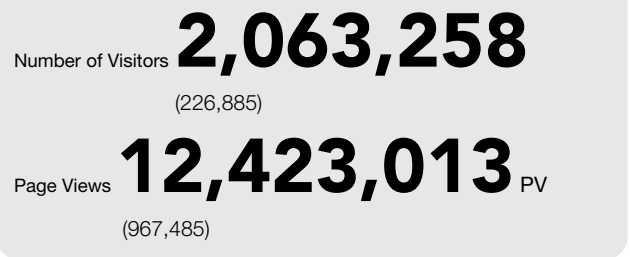 Number of Visitors 2,063,258
(226,885)
Page Views 12,423,013 PV
(967,485)